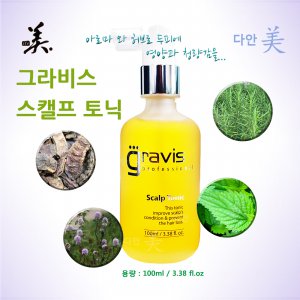 美
아로마 와 허브로 두피에
영양과 청량감을...
다안 美
그라비스
스캘프 토닉
gravis
professional
Scalp tonic
This tonic
improve scalp's
condition & prevent
the hair loss.
100ml / 3.38 fl.oz
용량 : 100ml / 3.38 fl.oz